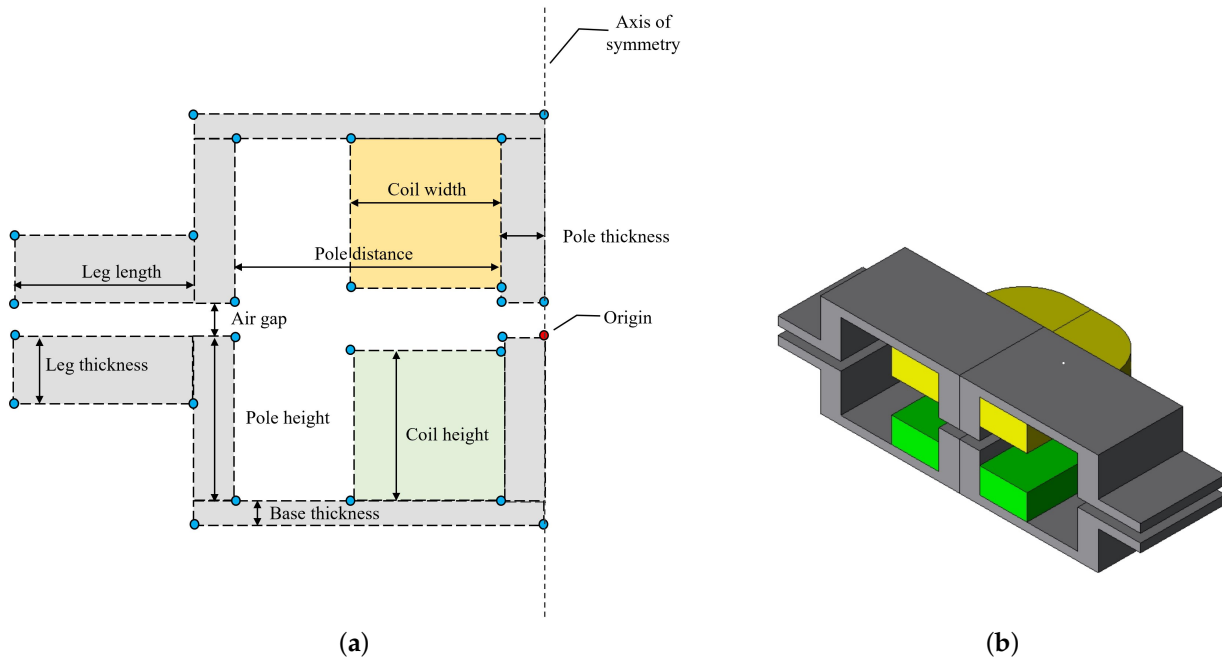 Axis of
symmetry
Coil width
Pole thickness
Pole distance
Leg length
Air gap
Origin
Leg thickness
Pole height
Coil height
Base thickness
(a)
(b)